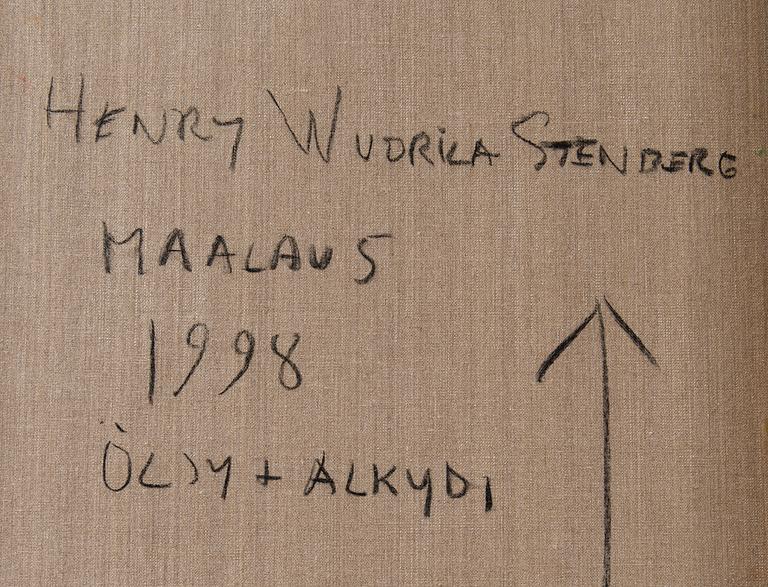 HENRY WUORILA STENBERG
MAALAUS
1998
ÖLJY + ALKYDI